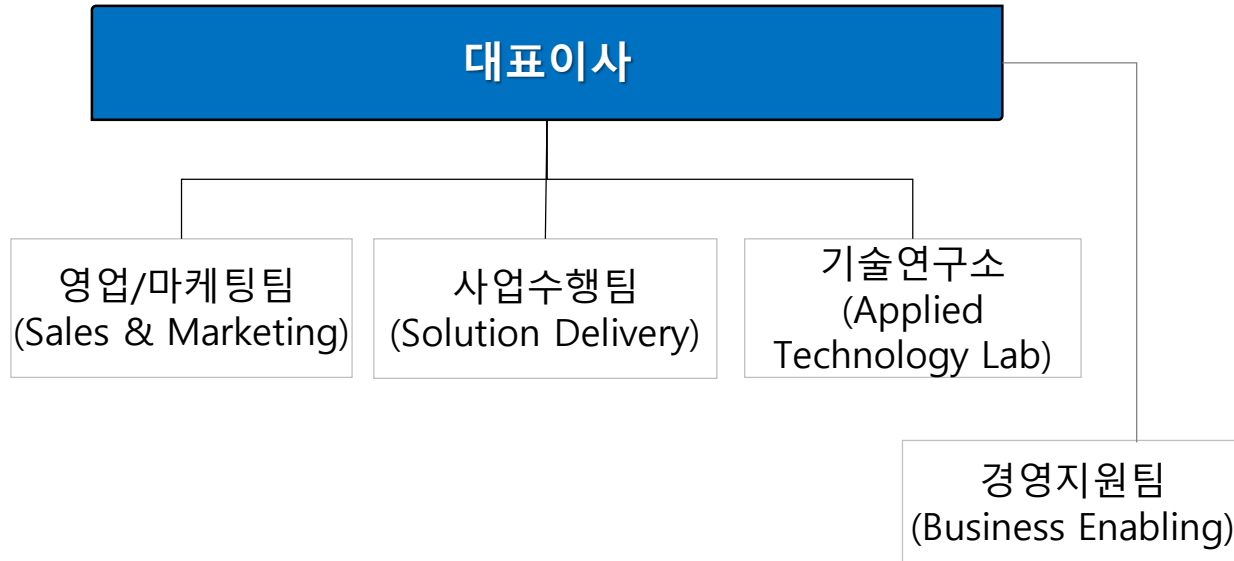 대표이사
영업/마케팅팀
(Sales & Marketing)
사업수행팀
(Solution Delivery)
기술연구소
(Applied
Technology Lab)
경영지원팀
(Business Enabling)